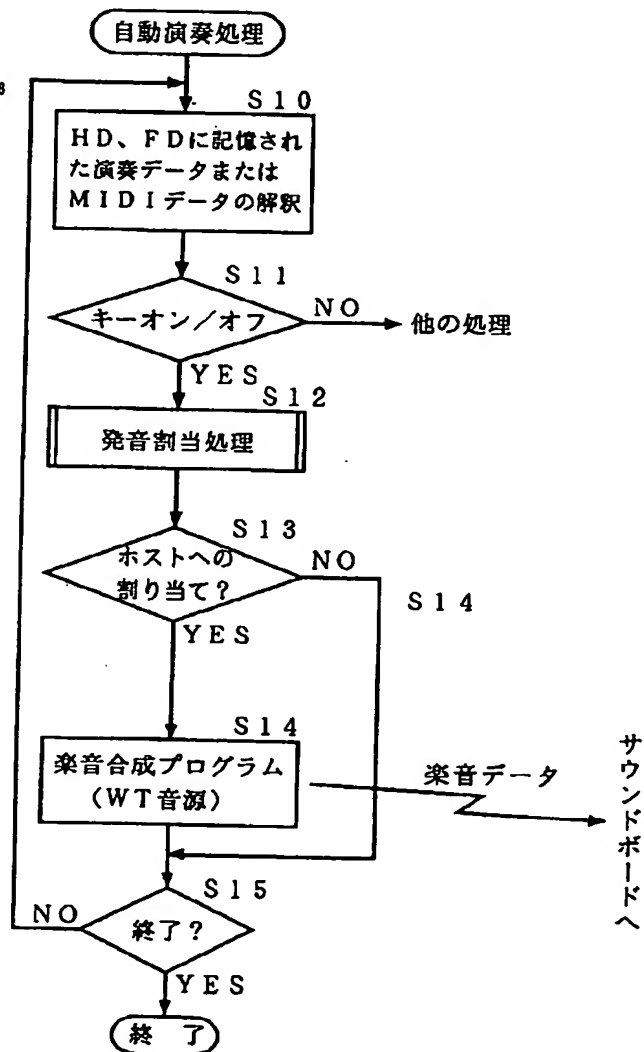 自動演奏処理
S10
HD、FDに記憶され
た演奏データまたは
MIDIデータの解釈
S11
キーオン/オフ
NO
他の処理
YES
S12
発音割当処理
S13
ホストへの
割り当て?
NO
S14
YES
S14
楽音合成プログラム
(WT音源)
楽音データ
サウンドボードへ
S15
NO
終了?
YES
終 了